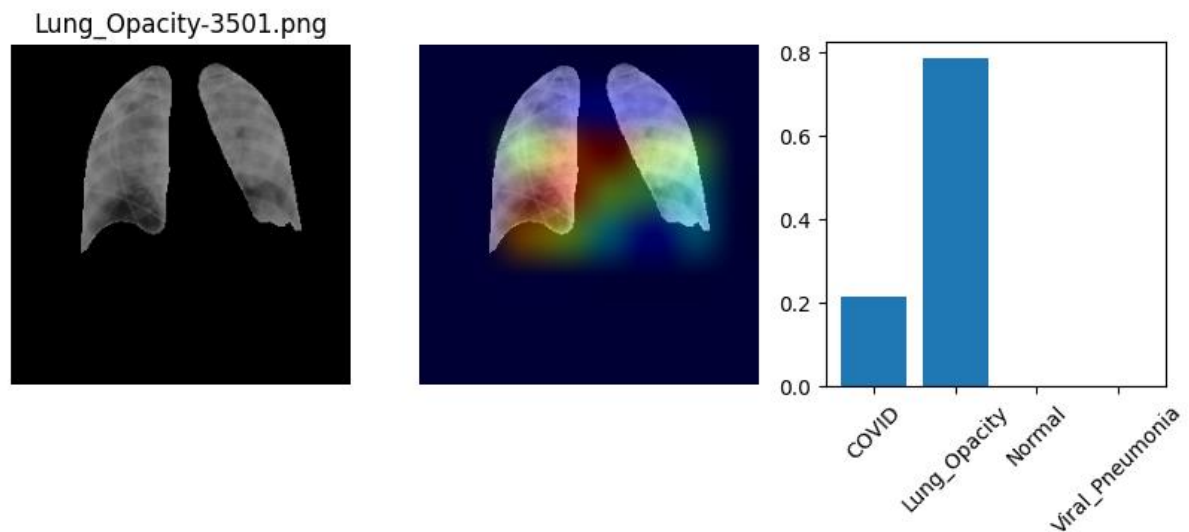 Lung_Opacity-3501.png
0.8
0.6
0.4
0.2
0.0
COVID
Lung_Opacity
Normal
Viral_Pneumonia